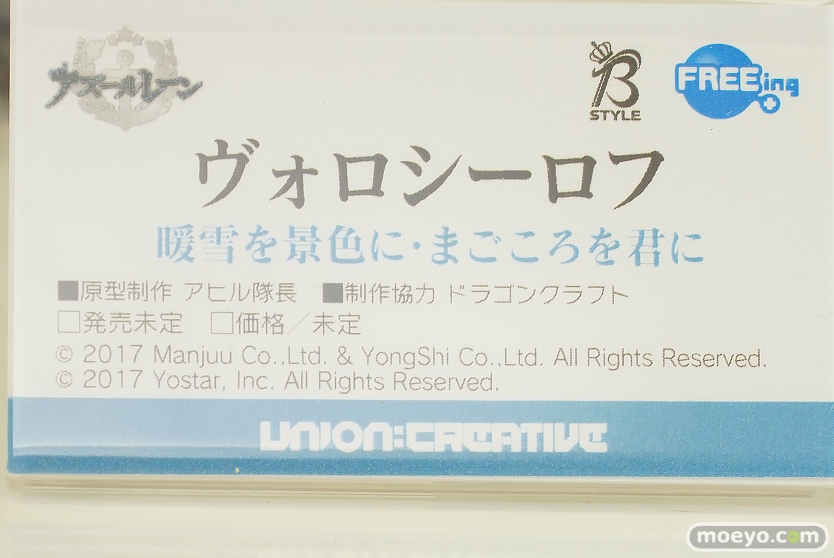 アズールレーン
B
STYLE
FREEing
ヴォロシーロフ
暖雪を景色に・まごころを君に
■原型制作 アヒル隊長 ■制作協力 ドラゴンクラフト
□発売未定 □価格／未定
© 2017 Manjuu Co.,Ltd. & YongShi Co.,Ltd. All Rights Reserved.
© 2017 Yostar, Inc. All Rights Reserved.
UNION:CREATIVE
moeyo.com